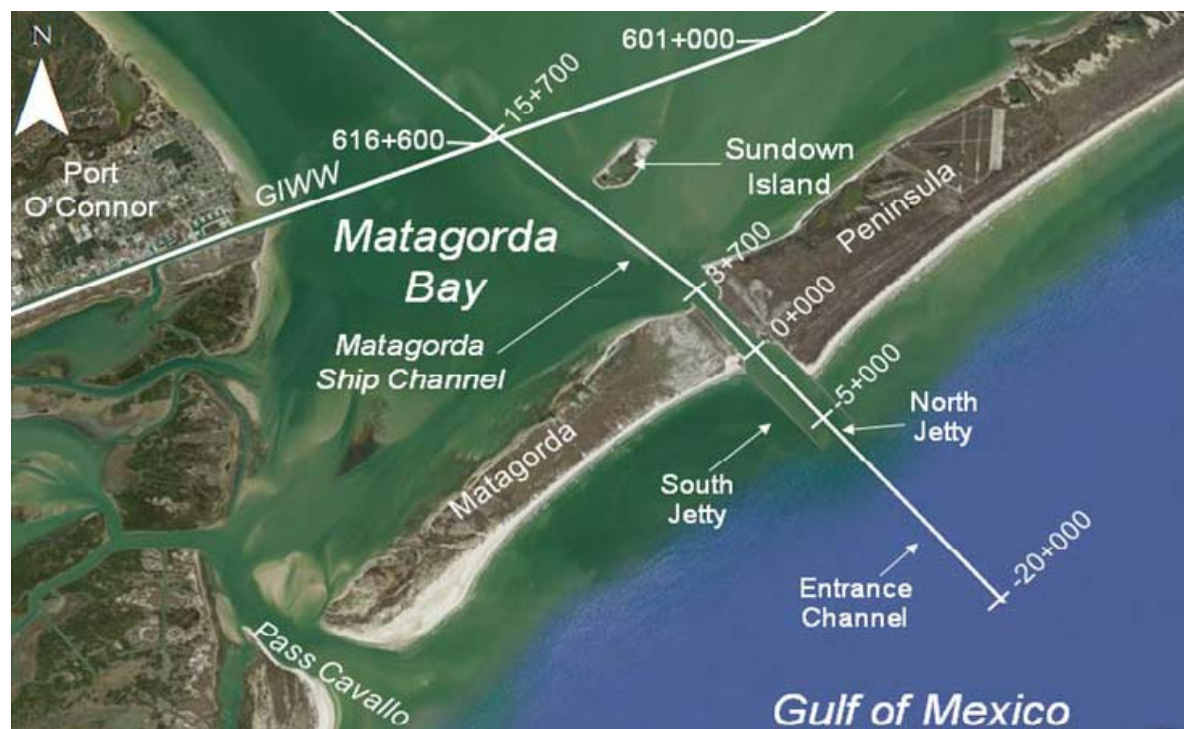 N
601+000
15+700
616+600
Port
O'Connor
GIWW
Sundown
Island
Matagorda
Bay
Peninsula
3+700
Matagorda
Ship Channel
0+000
-5+000
North
Jetty
Matagorda
South
Jetty
-20+000
Entrance
Channel
Pass Cavallo
Gulf of Mexico